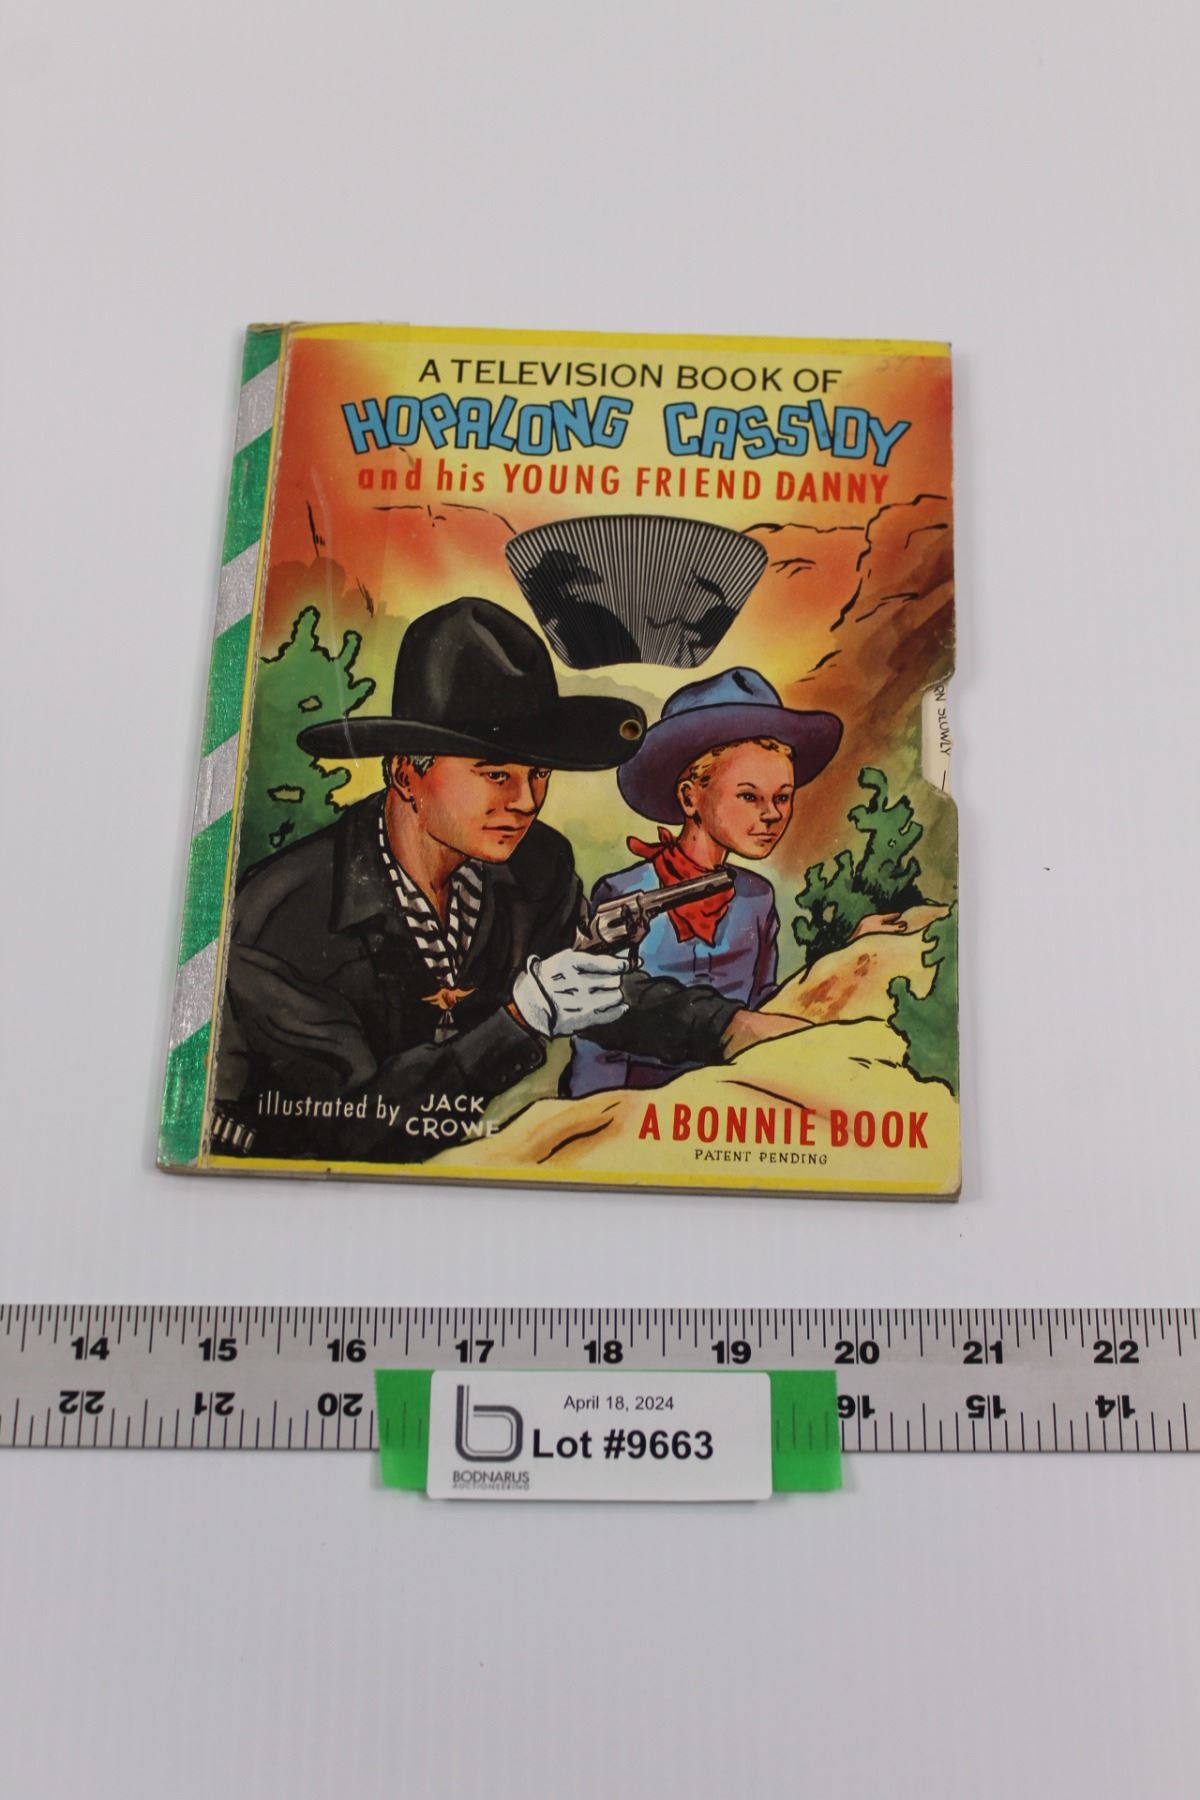 A TELEVISION BOOK OF
HOPALONG CASSIDY
and his YOUNG FRIEND DANNY
SLOWLY —
illustrated by JACK CROWE
A BONNIE BOOK
PATENT PENDING
14 15 16 17 18 19 20 21 22
22 21 20 16 15 14
April 18, 2024
Lot #9663
BODNARUS
AUCTIONEERING